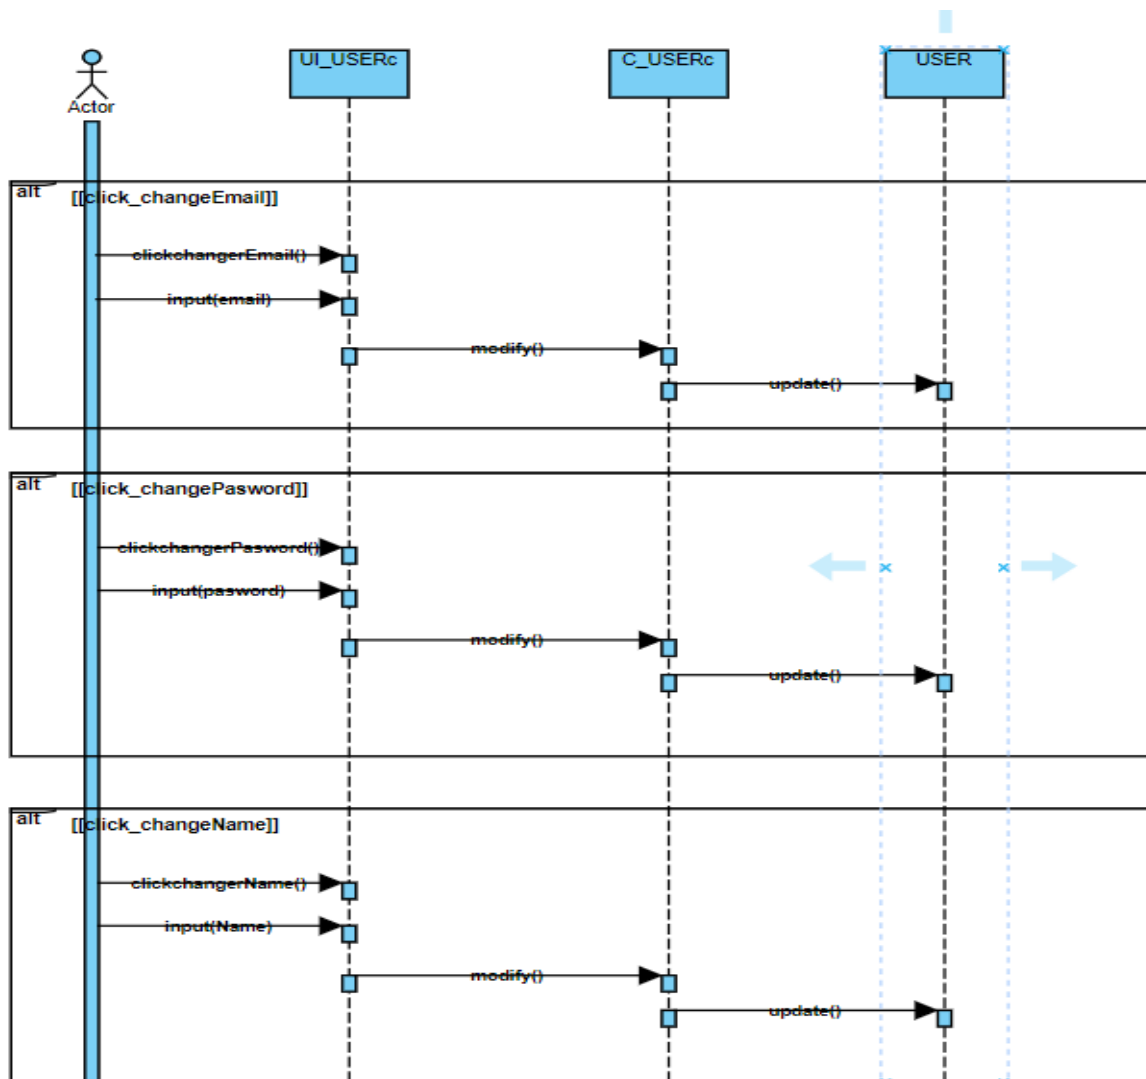 UI_USERc
C_USERc
USER
Actor
alt
[[click_changeEmail]]
clickchangerEmail()
input(email)
modify()
update()
alt
[[click_changePasword]]
clickchangerPasword()
input(pasword)
modify()
update()
alt
[[click_changeName]]
clickchangerName()
input(Name)
modify()
update()